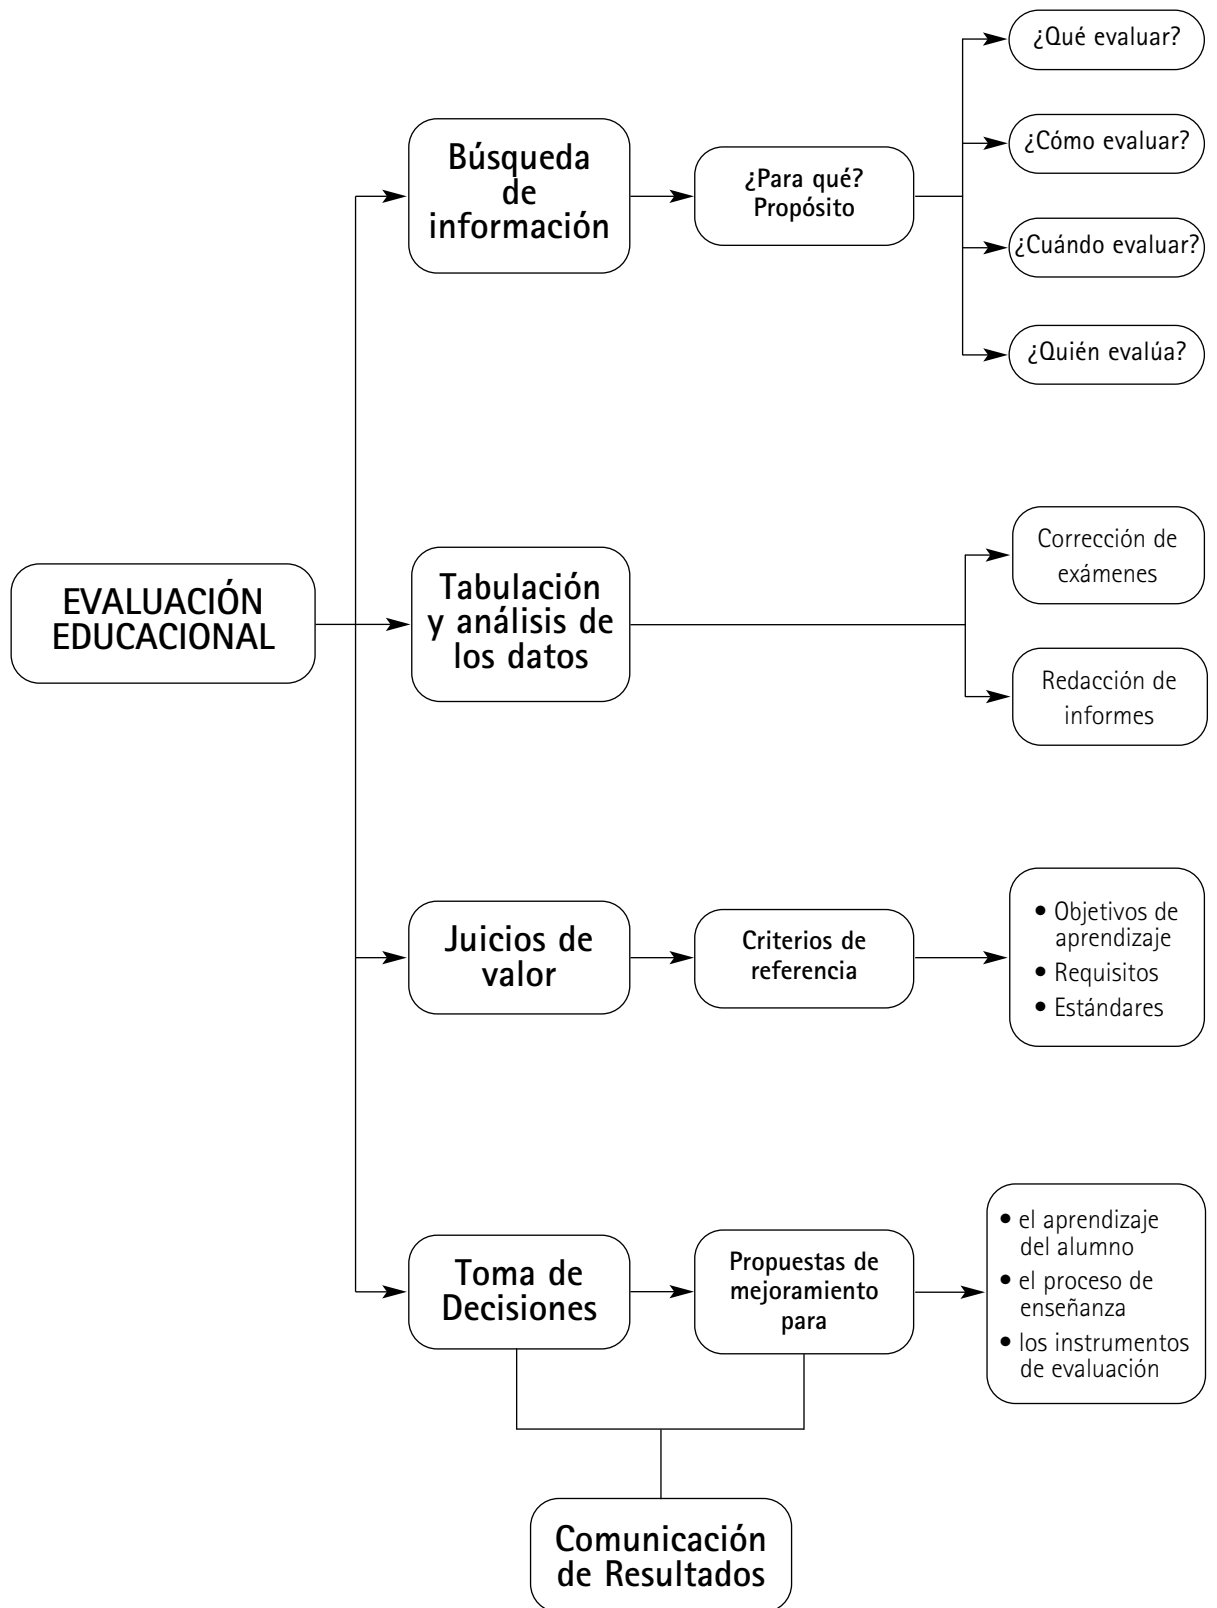 ¿Qué evaluar?
¿Cómo evaluar?
Búsqueda
de
información
¿Para qué?
Propósito
¿Cuándo evaluar?
¿Quién evalúa?
EVALUACIÓN
EDUCACIONAL
Tabulación
y análisis de
los datos
Corrección de
exámenes
Redacción de
informes
Juicios de
valor
Criterios de
referencia
• Objetivos de
aprendizaje
• Requisitos
• Estándares
Toma de
Decisiones
Propuestas de
mejoramiento
para
• el aprendizaje
del alumno
• el proceso de
enseñanza
• los instrumentos
de evaluación
Comunicación
de Resultados